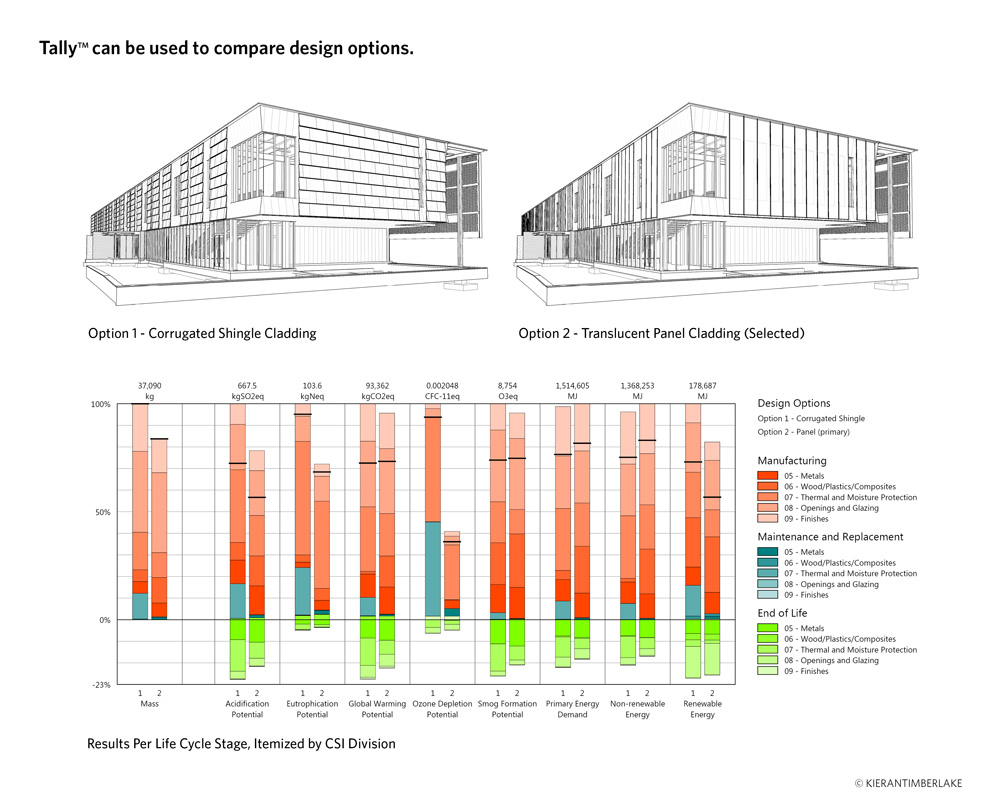 Tally™ can be used to compare design options.
Option 1 - Corrugated Shingle Cladding
Option 2 - Translucent Panel Cladding (Selected)
37,090 667.5 103.6 93,362 0.002048 8,754 1,514,605 1,368,253 178,687
kg kgSO2eq kgNeq kgCO2eq CFC-11eq O3eq MJ MJ MJ
100%
50%
0%
-23%
1 2 1 2 1 2 1 2 1 2 1 2 1 2 1 2 1 2
Mass Acidification Eutrophication Global Warming Ozone Depletion Smog Formation Primary Energy Non-renewable Renewable
Potential Potential Potential Potential Potential Demand Energy Energy
Design Options
Option 1 - Corrugated Shingle
Option 2 - Panel (primary)
Manufacturing
05 - Metals
06 - Wood/Plastics/Composites
07 - Thermal and Moisture Protection
08 - Openings and Glazing
09 - Finishes
Maintenance and Replacement
05 - Metals
06 - Wood/Plastics/Composites
07 - Thermal and Moisture Protection
08 - Openings and Glazing
09 - Finishes
End of Life
05 - Metals
06 - Wood/Plastics/Composites
07 - Thermal and Moisture Protection
08 - Openings and Glazing
09 - Finishes
Results Per Life Cycle Stage, Itemized by CSI Division
© KIERANTIMBERLAKE